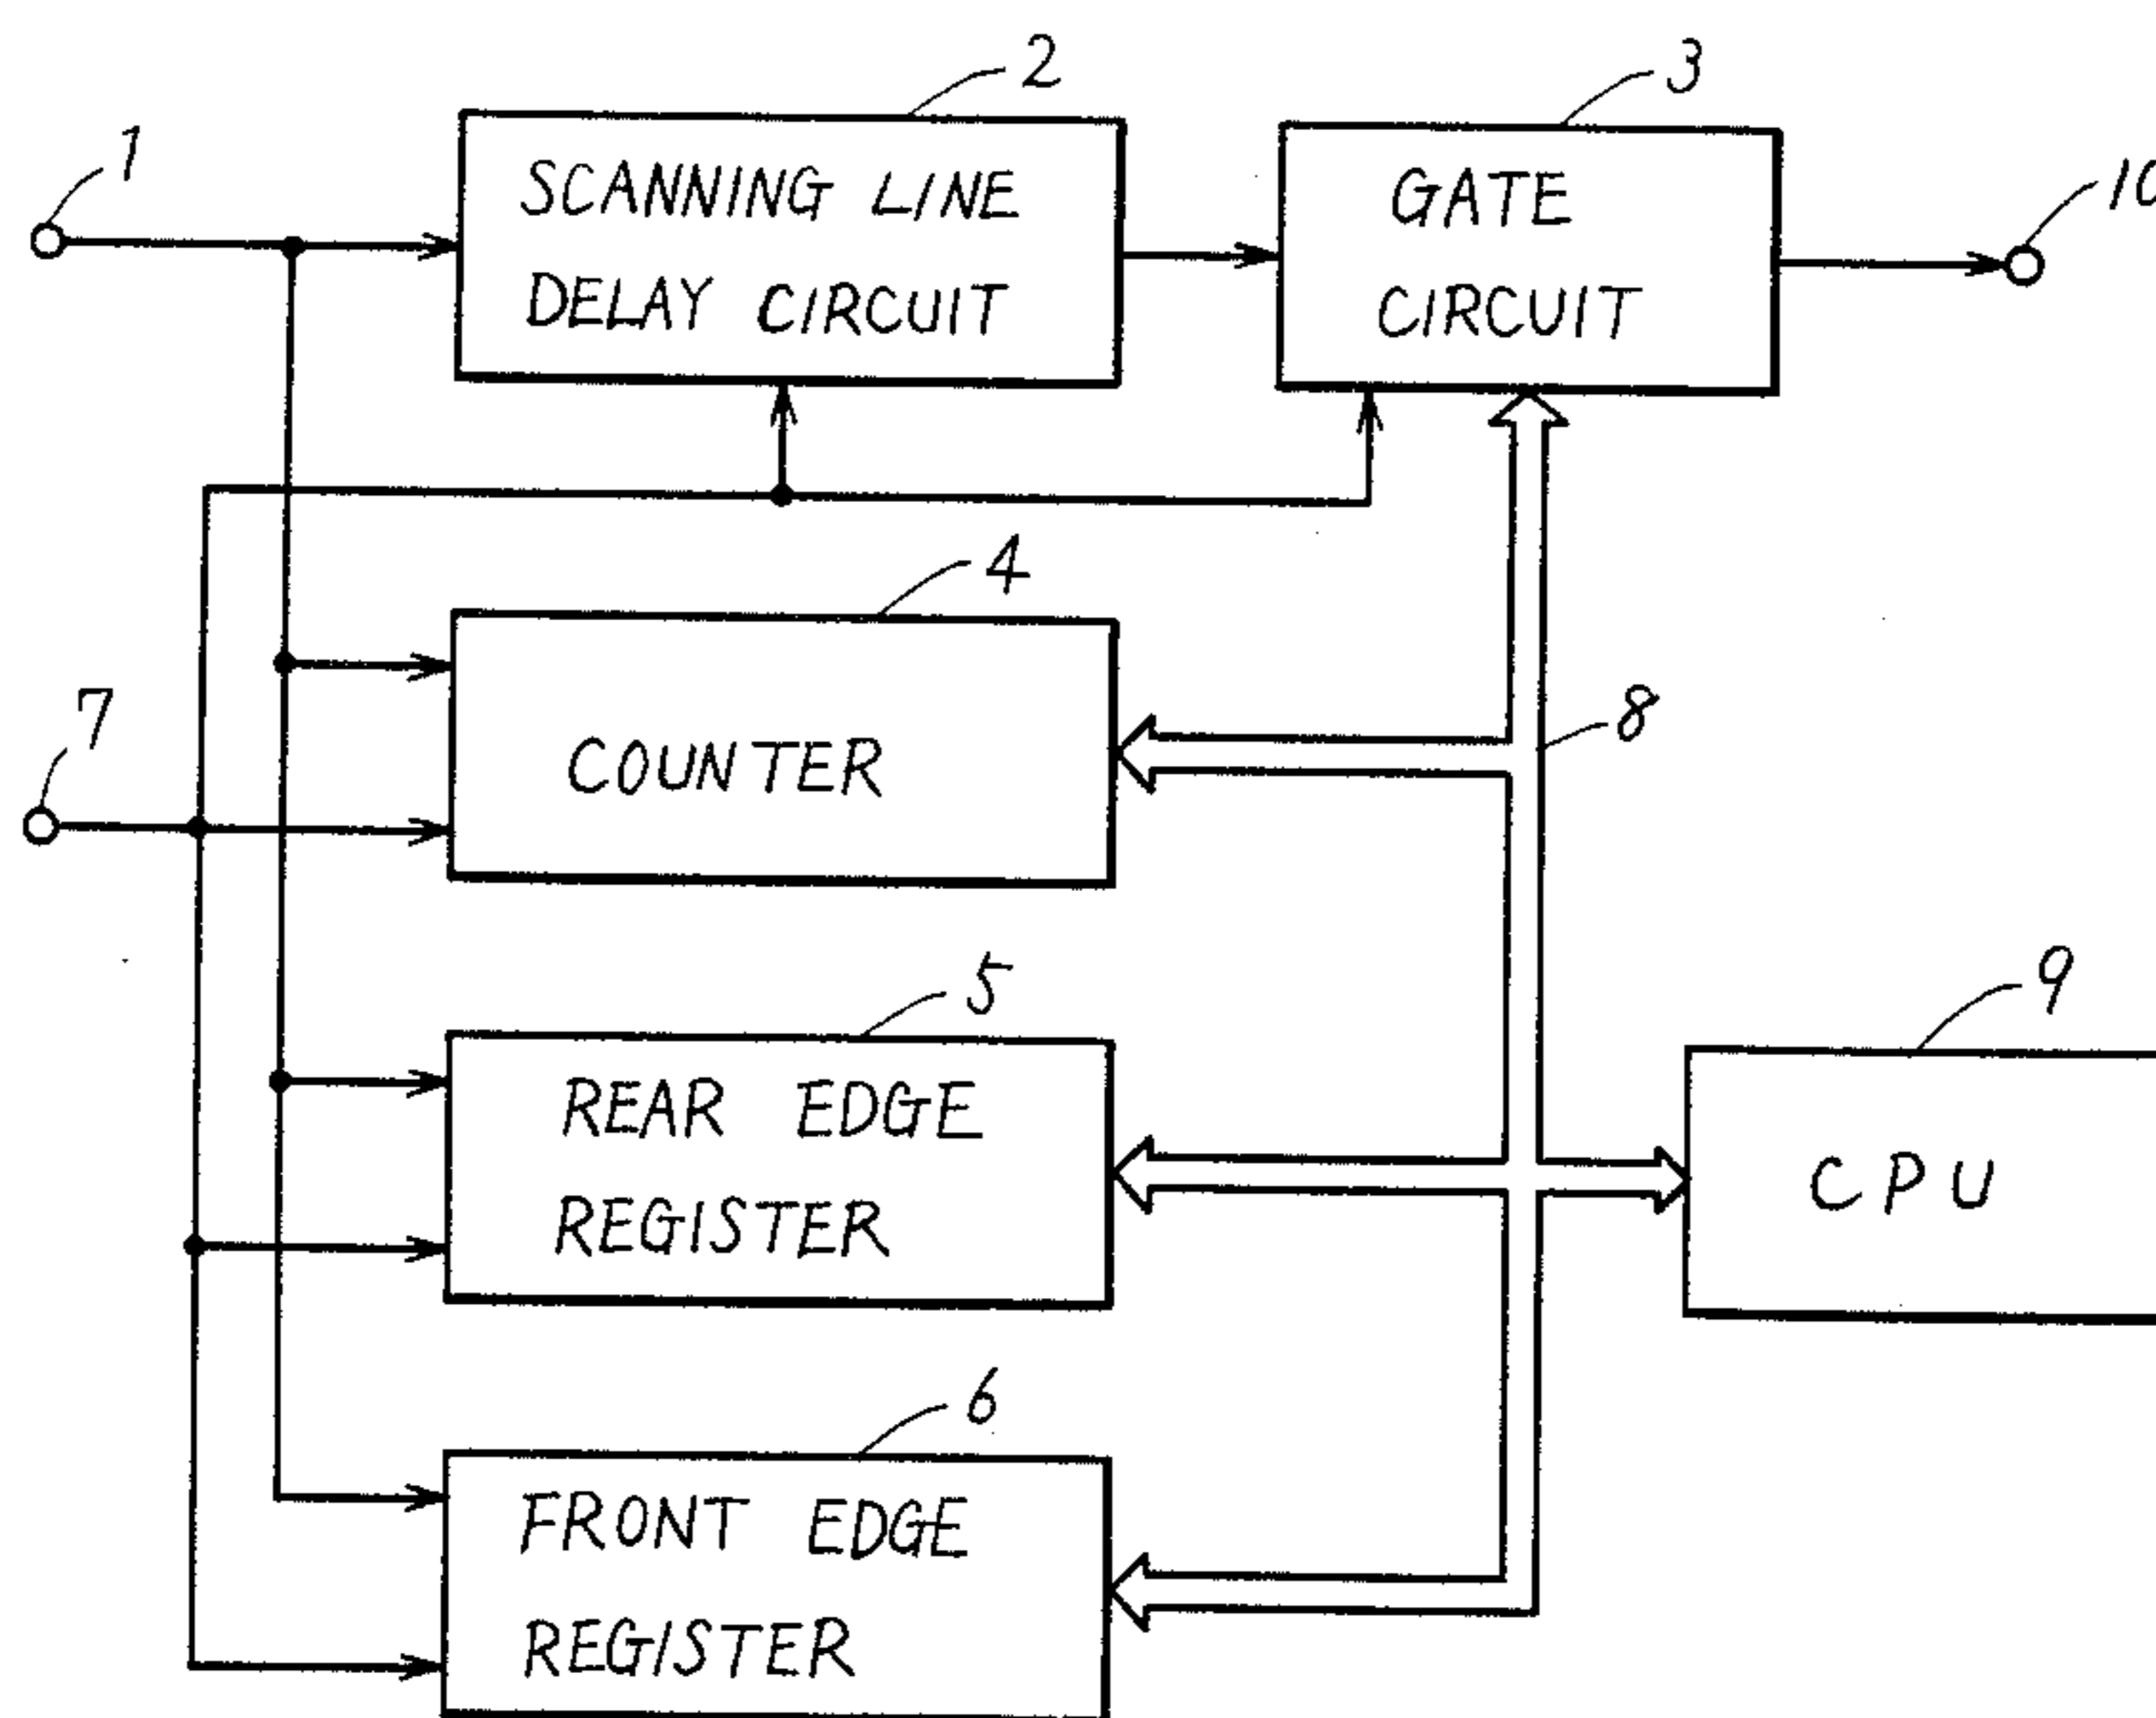 1
2
3
10
SCANNING LINE
DELAY CIRCUIT
GATE
CIRCUIT
4
COUNTER
7
8
5
REAR EDGE
REGISTER
9
CPU
6
FRONT EDGE
REGISTER